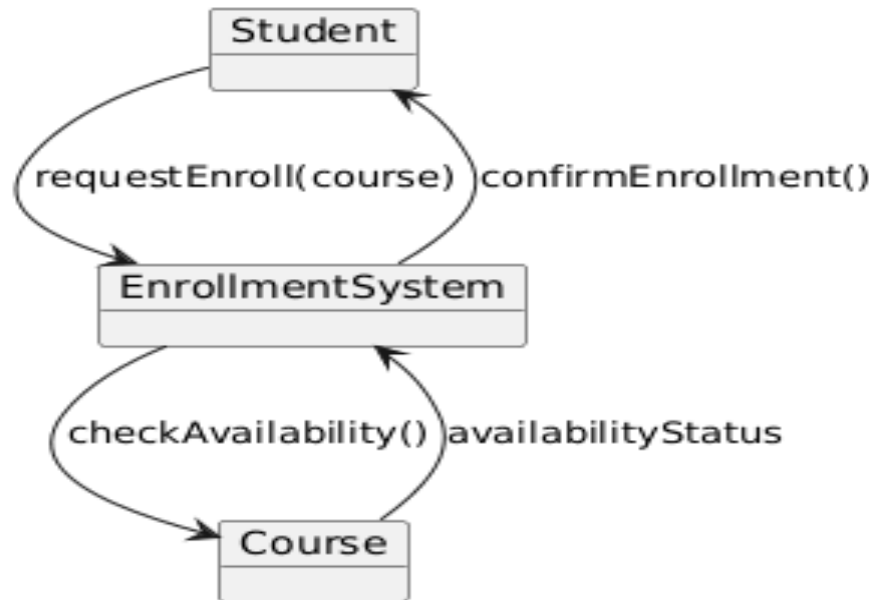 Student
requestEnroll(course) confirmEnrollment()
EnrollmentSystem
checkAvailability() availabilityStatus
Course